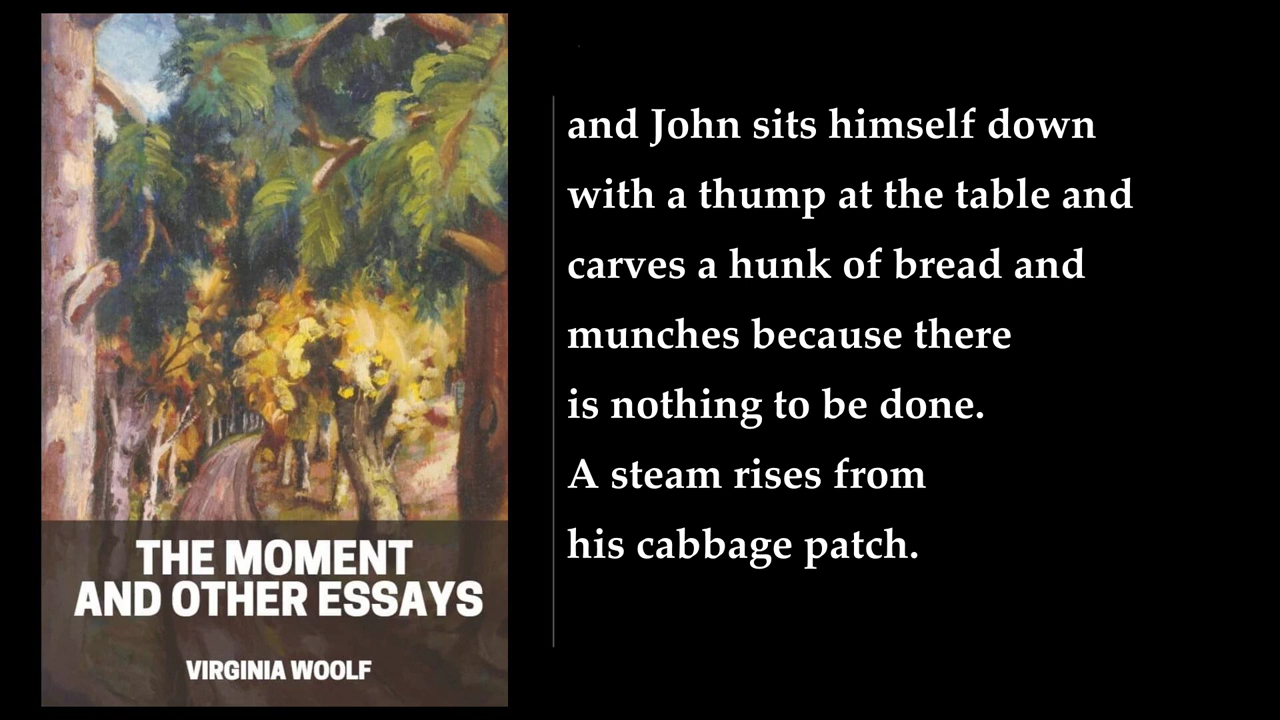 THE MOMENT
AND OTHER ESSAYS
VIRGINIA WOOLF
and John sits himself down
with a thump at the table and
carves a hunk of bread and
munches because there
is nothing to be done.
A steam rises from
his cabbage patch.